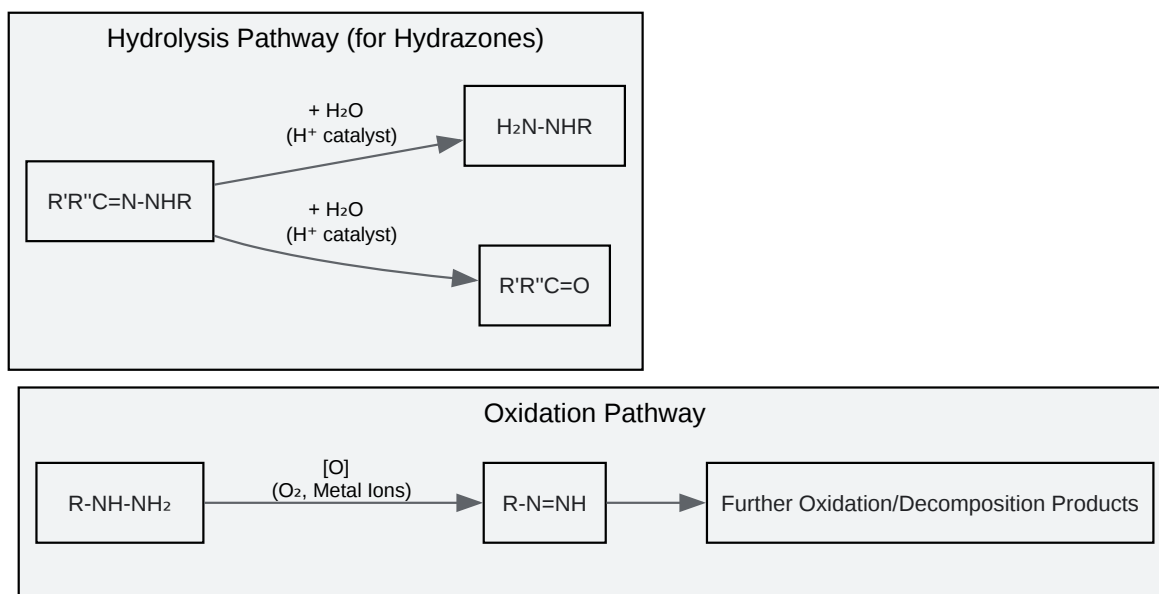 Hydrolysis Pathway (for Hydrazones)
+ H₂O
(H⁺ catalyst)
H₂N-NHR
R'R"C=N-NHR
+ H₂O
(H⁺ catalyst)
R'R"C=O
Oxidation Pathway
[O]
(O₂, Metal Ions)
R-NH-NH₂
R-N=NH
Further Oxidation/Decomposition Products